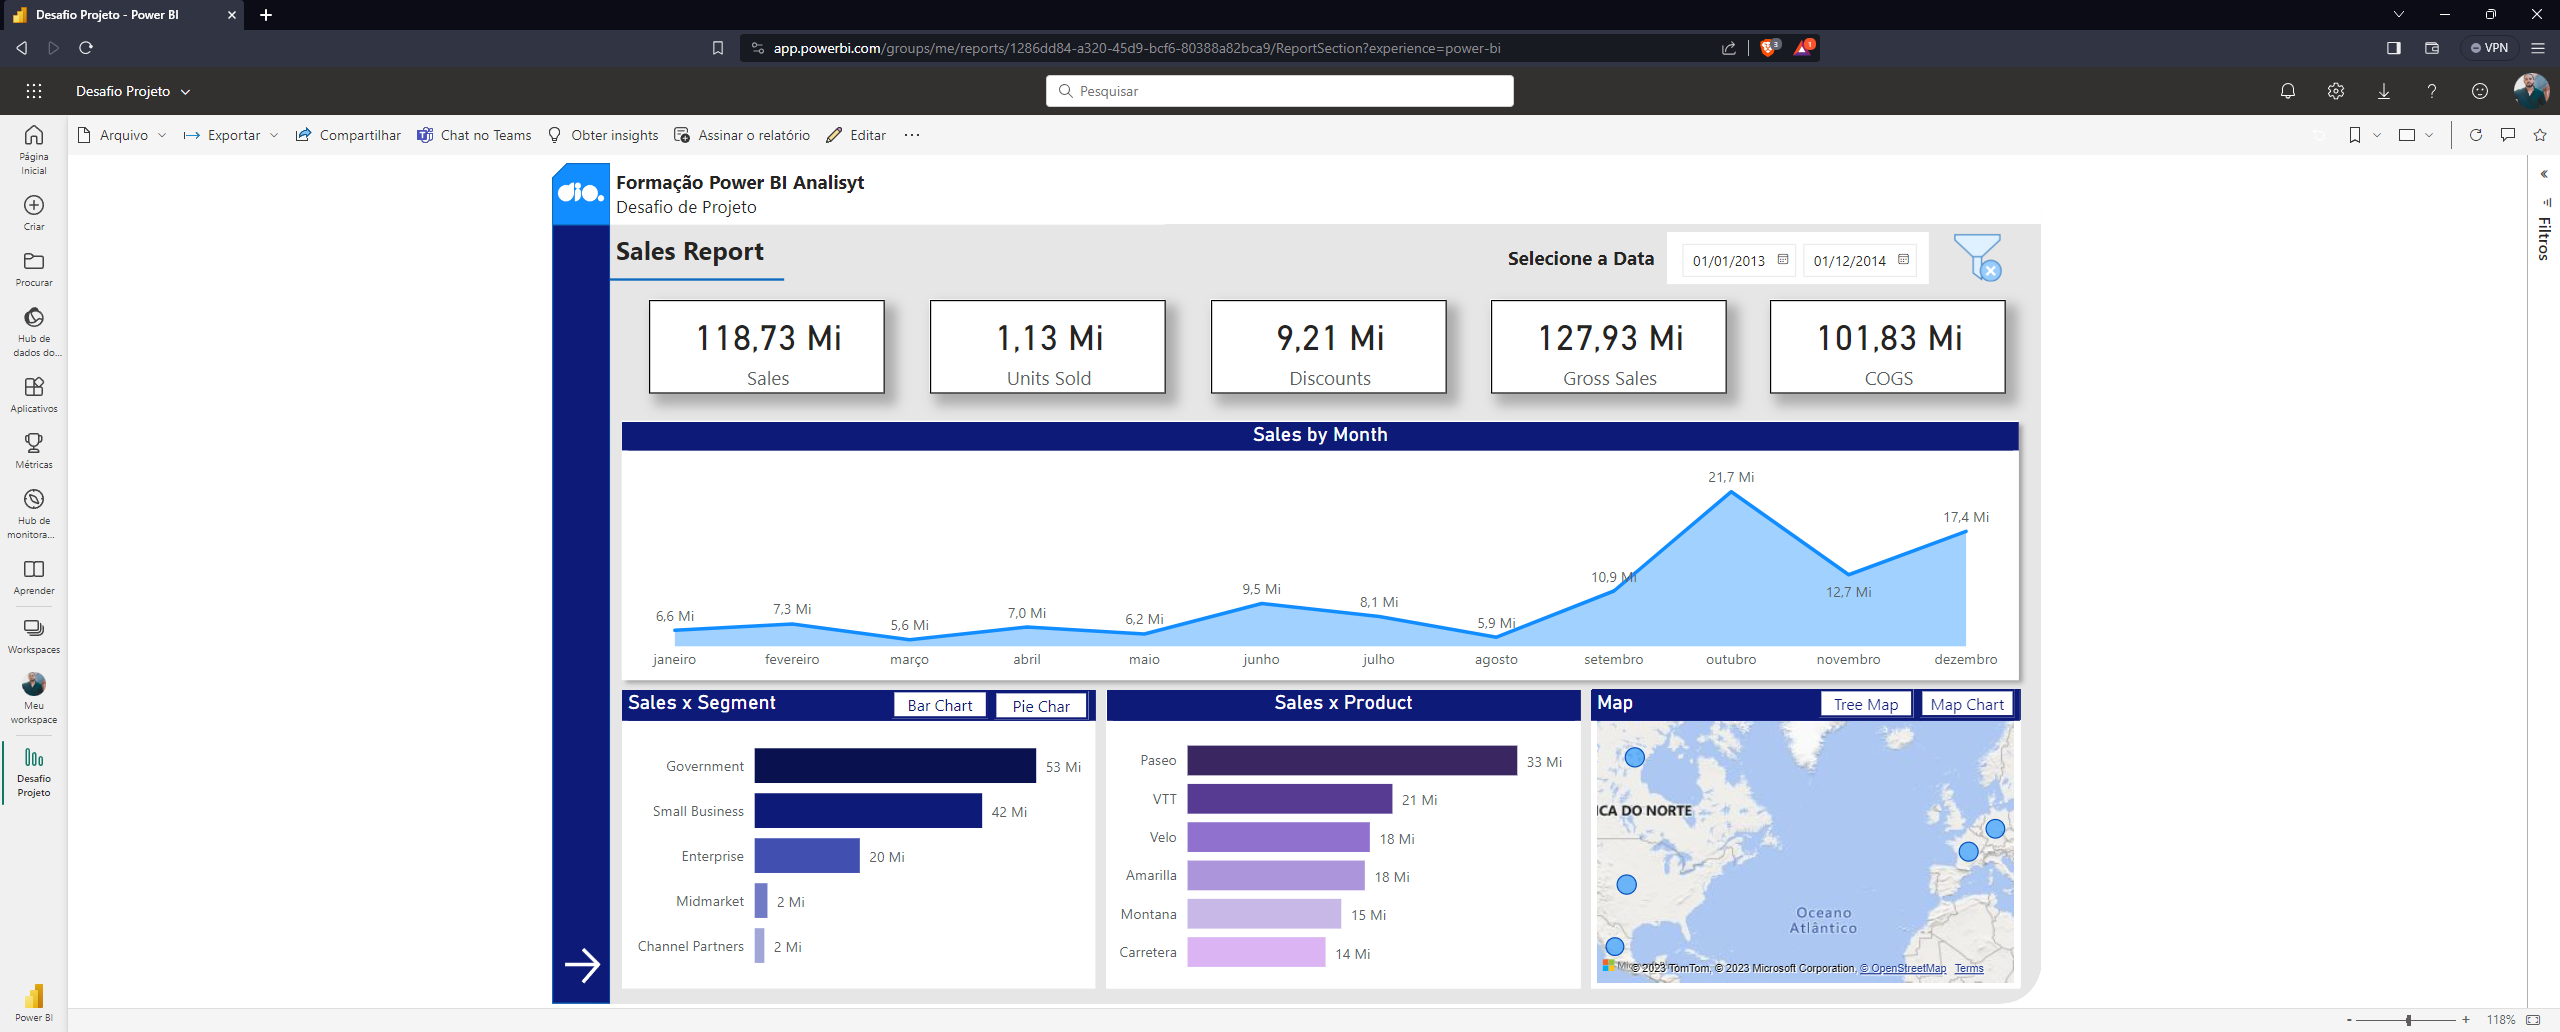 Desafio Projeto - Power BI
app.powerbi.com/groups/me/reports/1286dd84-a320-45d9-bcf6-80388a82bca9/ReportSection?experience=power-bi
3
1
VPN
Desafio Projeto
Pesquisar
Arquivo
Exportar
Compartilhar
Chat no Teams
Obter insights
Assinar o relatório
Editar
Página
Inicial
Criar
Procurar
Hub de
dados do...
Aplicativos
Métricas
Hub de
monitora...
Aprender
Workspaces
Meu
workspace
Desafio
Projeto
Power BI
dio.
Formação Power BI Analisyt
Desafio de Projeto
Sales Report
Selecione a Data
01/01/2013
01/12/2014
Filtros
118,73 Mi
Sales
1,13 Mi
Units Sold
9,21 Mi
Discounts
127,93 Mi
Gross Sales
101,83 Mi
COGS
Sales by Month
6,6 Mi
7,3 Mi
5,6 Mi
7,0 Mi
6,2 Mi
9,5 Mi
8,1 Mi
5,9 Mi
10,9 Mi
21,7 Mi
12,7 Mi
17,4 Mi
janeiro
fevereiro
março
abril
maio
junho
julho
agosto
setembro
outubro
novembro
dezembro
Sales x Segment
Bar Chart
Pie Char
Government
53 Mi
Small Business
42 Mi
Enterprise
20 Mi
Midmarket
2 Mi
Channel Partners
2 Mi
Sales x Product
Paseo
33 Mi
VTT
21 Mi
Velo
18 Mi
Amarilla
18 Mi
Montana
15 Mi
Carretera
14 Mi
Map
Tree Map
Map Chart
ICA DO NORTE
Oceano
Atlântico
© 2023 TomTom, © 2023 Microsoft Corporation, © OpenStreetMap Terms
- + 118%